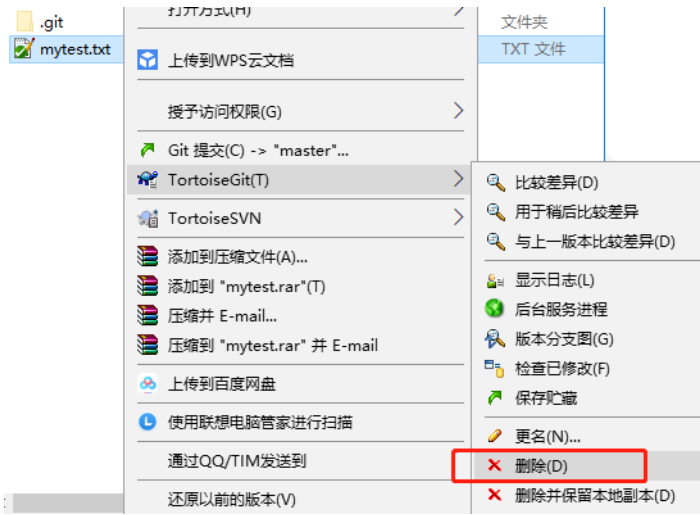 .git
文件夹
mytest.txt
TXT 文件
打开方式(H)
上传到WPS云文档
授予访问权限(G)
Git 提交(C) -> "master"...
TortoiseGit(T)
TortoiseSVN
添加到压缩文件(A)...
添加到 "mytest.rar"(T)
压缩并 E-mail...
压缩到 "mytest.rar" 并 E-mail
上传到百度网盘
使用联想电脑管家进行扫描
通过QQ/TIM发送到
还原以前的版本(V)
比较差异(D)
用于稍后比较差异
与上一版本比较差异(D)
显示日志(L)
后台服务进程
版本分支图(G)
检查已修改(F)
保存贮藏
更名(N)...
删除(D)
删除并保留本地副本(D)